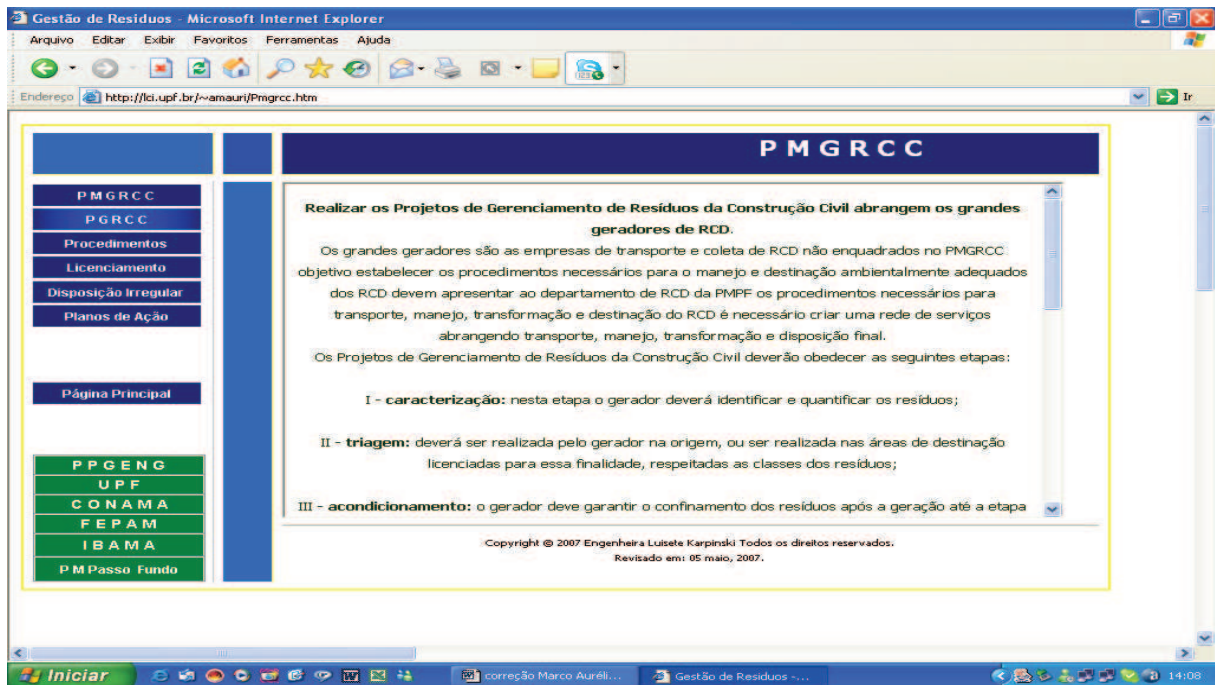 Gestão de Resíduos - Microsoft Internet Explorer
Arquivo Editar Exibir Favoritos Ferramentas Ajuda
Endereço http://lci.upf.br/~amauri/Pmgrcc.htm Ir
PMGRCC
PMGRCC
PGRCC
Procedimentos
Licenciamento
Disposição Irregular
Planos de Ação
Página Principal
PPGENG
UPF
CONAMA
FEPAM
IBAMA
PM Passo Fundo
Realizar os Projetos de Gerenciamento de Resíduos da Construção Civil abrangem os grandes
geradores de RCD.
Os grandes geradores são as empresas de transporte e coleta de RCD não enquadrados no PMGRCC
objetivo estabelecer os procedimentos necessários para o manejo e destinação ambientalmente adequados
dos RCD devem apresentar ao departamento de RCD da PMPF os procedimentos necessários para
transporte, manejo, transformação e destinação do RCD é necessário criar uma rede de serviços
abrangendo transporte, manejo, transformação e disposição final.
Os Projetos de Gerenciamento de Resíduos da Construção Civil deverão obedecer as seguintes etapas:
I - caracterização: nesta etapa o gerador deverá identificar e quantificar os resíduos;
II - triagem: deverá ser realizada pelo gerador na origem, ou ser realizada nas áreas de destinação
licenciadas para essa finalidade, respeitadas as classes dos resíduos;
III - acondicionamento: o gerador deve garantir o confinamento dos resíduos após a geração até a etapa
Copyright © 2007 Engenheira Luisete Karpinski Todos os direitos reservados.
Revisado em: 05 maio, 2007.
Iniciar correção Marco Auréli... Gestão de Resíduos -... 14:08